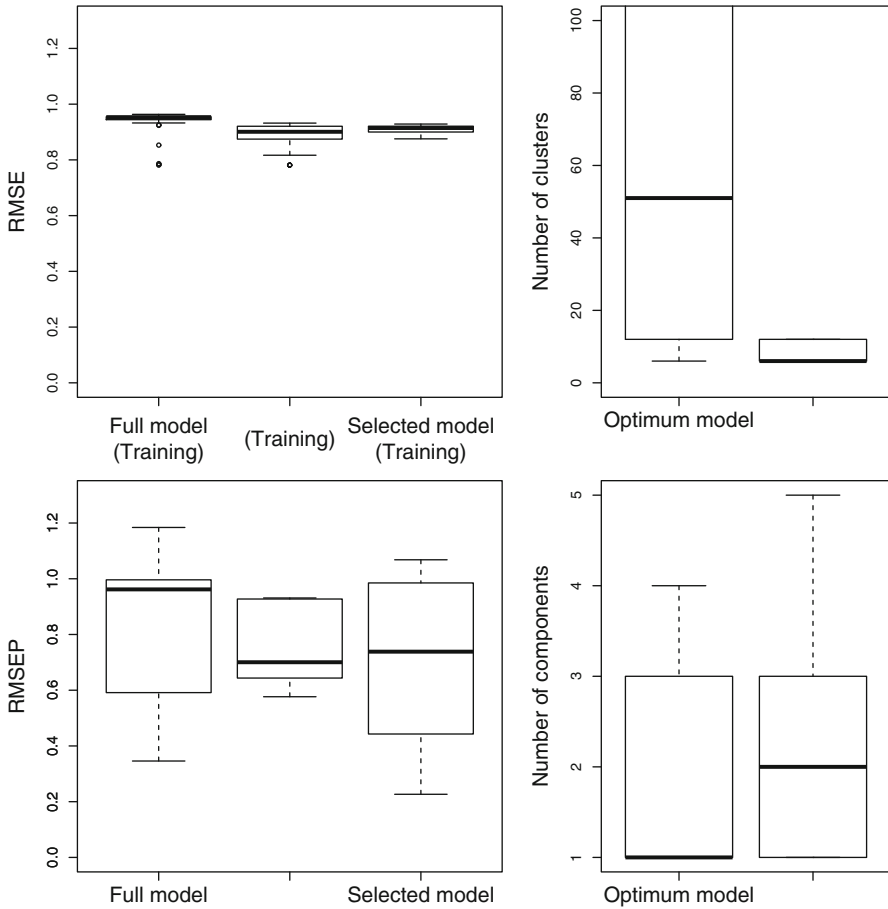 RMSE
0.0 0.2 0.4 0.6 0.8 1.0 1.2
Full model
(Training)
(Training)
Selected model
(Training)
Number of clusters
0 20 40 60 80 100
Optimum model
RMSEP
0.0 0.2 0.4 0.6 0.8 1.0 1.2
Full model
Selected model
Number of components
1 2 3 4 5
Optimum model